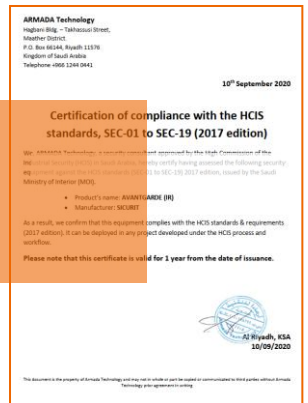 ARMADA Technology
Hagbani Bldg. – Takhassusi Street,
Maather District
P.O. Box 66144, Riyadh 11576
Kingdom of Saudi Arabia
Telephone +966 1244 0441
10th September 2020
Certification of compliance with the HCIS
standards, SEC-01 to SEC-19 (2017 edition)
We, ARMADA Technology, a security consultant approved by the High Commission of the
Industrial Security (HCIS) in Saudi Arabia, hereby certify having assessed the following security
equipment against the HCIS standards (SEC-01 to SEC-19) 2017 edition, issued by the Saudi
Ministry of Interior (MOI).
• Product's name: AVANTGARDE (IR)
• Manufacturer: SICURIT
As a result, we confirm that this equipment complies with the HCIS standards & requirements
(2017 edition). It can be deployed in any project developed under the HCIS process and
workflow.
Please note that this certificate is valid for 1 year from the date of issuance.
Al Riyadh, KSA
10/09/2020
This document is the property of Armada Technology and may not in whole or part be copied or communicated to third parties without Armada
Technology prior agreement in writing.